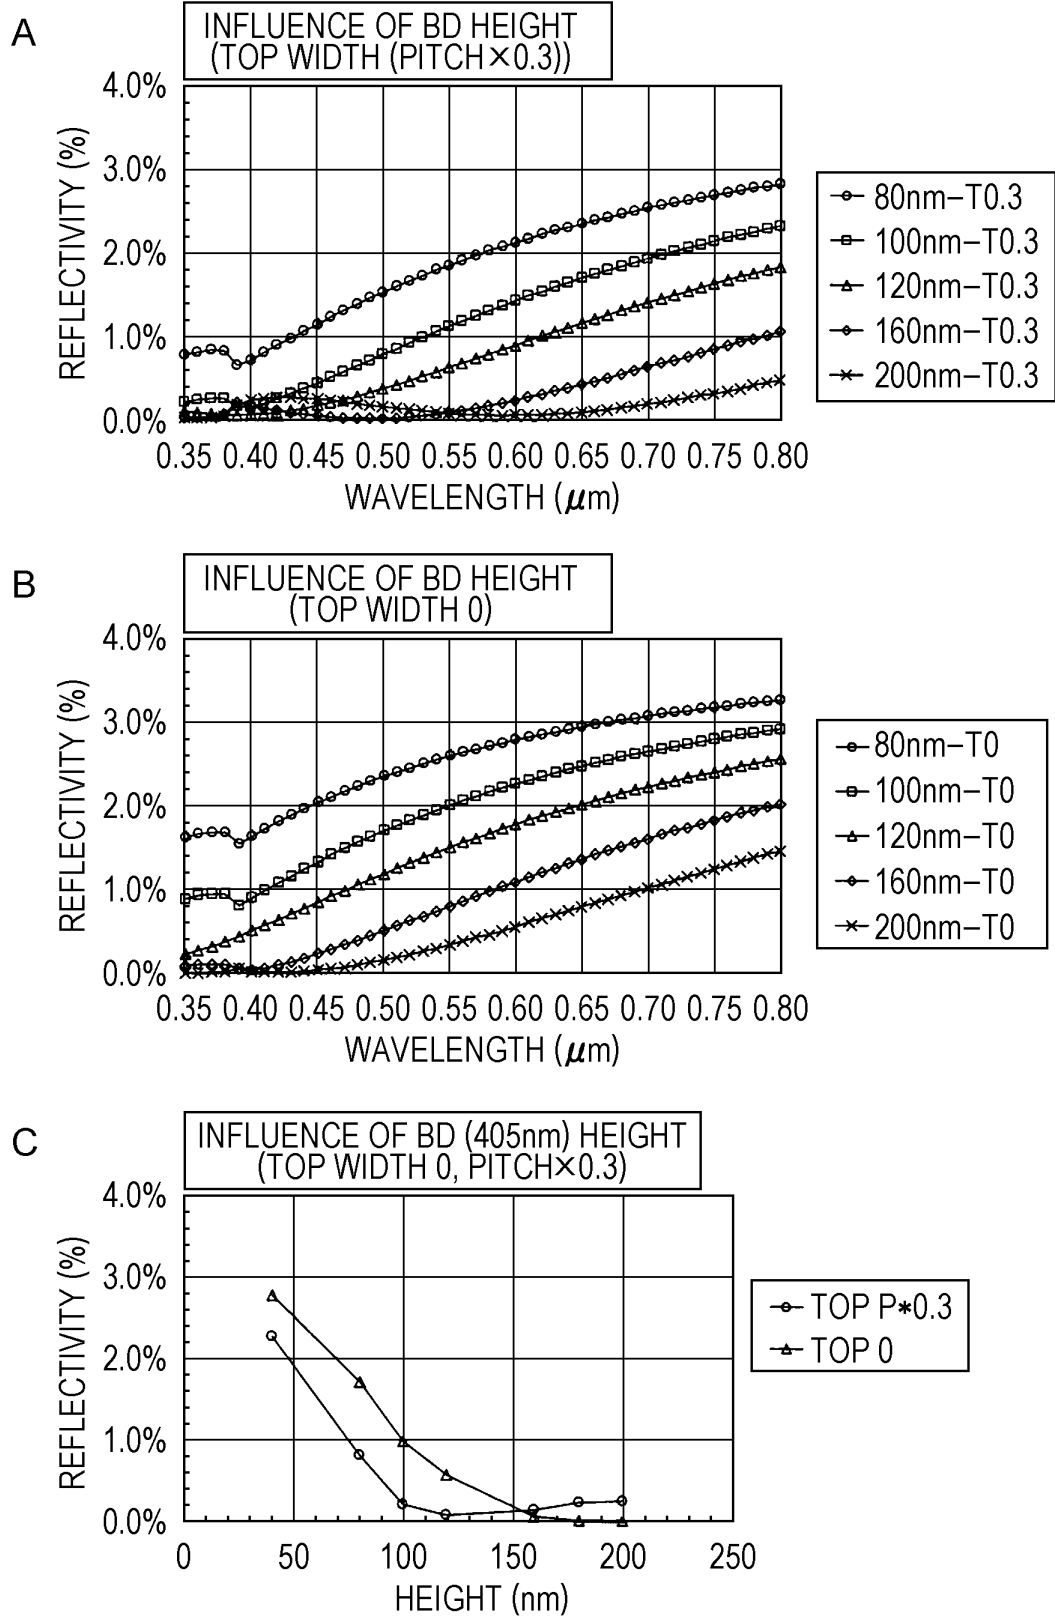 A
INFLUENCE OF BD HEIGHT
(TOP WIDTH (PITCH×0.3))
4.0%
3.0%
2.0%
1.0%
0.0%
REFLECTIVITY (%)
0.35 0.40 0.45 0.50 0.55 0.60 0.65 0.70 0.75 0.80
WAVELENGTH (μm)
80nm–T0.3
100nm–T0.3
120nm–T0.3
160nm–T0.3
200nm–T0.3
B
INFLUENCE OF BD HEIGHT
(TOP WIDTH 0)
4.0%
3.0%
2.0%
1.0%
0.0%
REFLECTIVITY (%)
0.35 0.40 0.45 0.50 0.55 0.60 0.65 0.70 0.75 0.80
WAVELENGTH (μm)
80nm–T0
100nm–T0
120nm–T0
160nm–T0
200nm–T0
C
INFLUENCE OF BD (405nm) HEIGHT
(TOP WIDTH 0, PITCH×0.3)
4.0%
3.0%
2.0%
1.0%
0.0%
REFLECTIVITY (%)
0 50 100 150 200 250
HEIGHT (nm)
TOP P*0.3
TOP 0